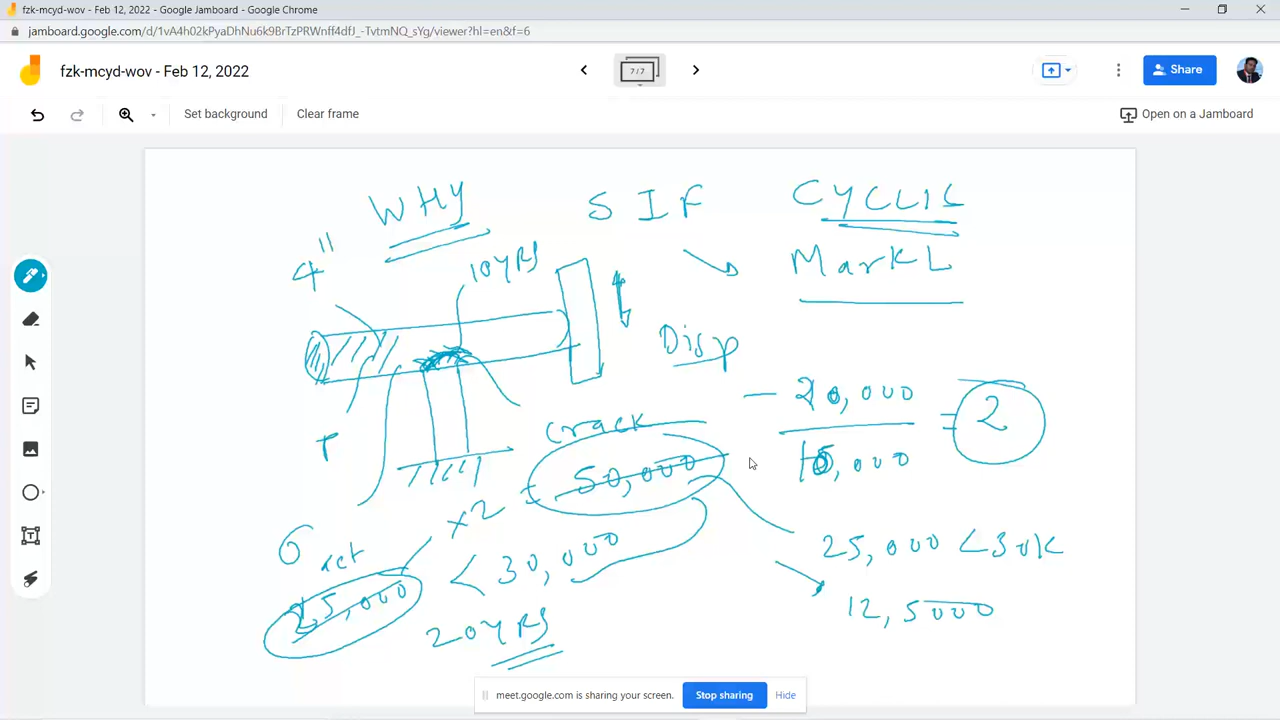 fzk-mcyd-wov - Feb 12, 2022 - Google Jamboard - Google Chrome
jamboard.google.com/d/1vA4h02kPyaDhNu6k9BrTzPRWnff4dfJ_-TvtmNQ_sYg/viewer?hl=en&f=6
fzk-mcyd-wov - Feb 12, 2022
7/7
Share
Set background
Clear frame
Open on a Jamboard
WHY SIF CYCLIC
MarkL
4"
10YRS
Disp
20,000
10,000
= 2
crack
50,000
x2
σact
25,000
< 30,000
20YRS
25,000 < 30K
12,5000
meet.google.com is sharing your screen.
Stop sharing
Hide